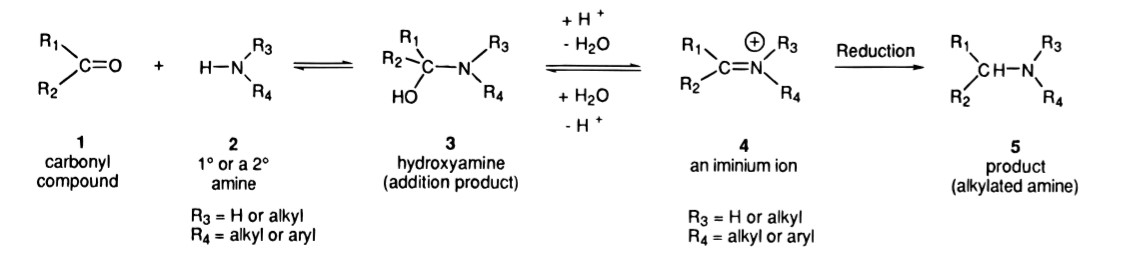 R1
R2
C=O
+
H–N
R3
R4
R1
R2
HO
C–N
R3
R4
+ H +
- H2O
+ H2O
- H +
R1
R2
C=N
+
R3
R4
Reduction
R1
R2
CH–N
R3
R4
1
carbonyl
compound
2
1° or a 2°
amine
R3 = H or alkyl
R4 = alkyl or aryl
3
hydroxyamine
(addition product)
4
an iminium ion
R3 = H or alkyl
R4 = alkyl or aryl
5
product
(alkylated amine)